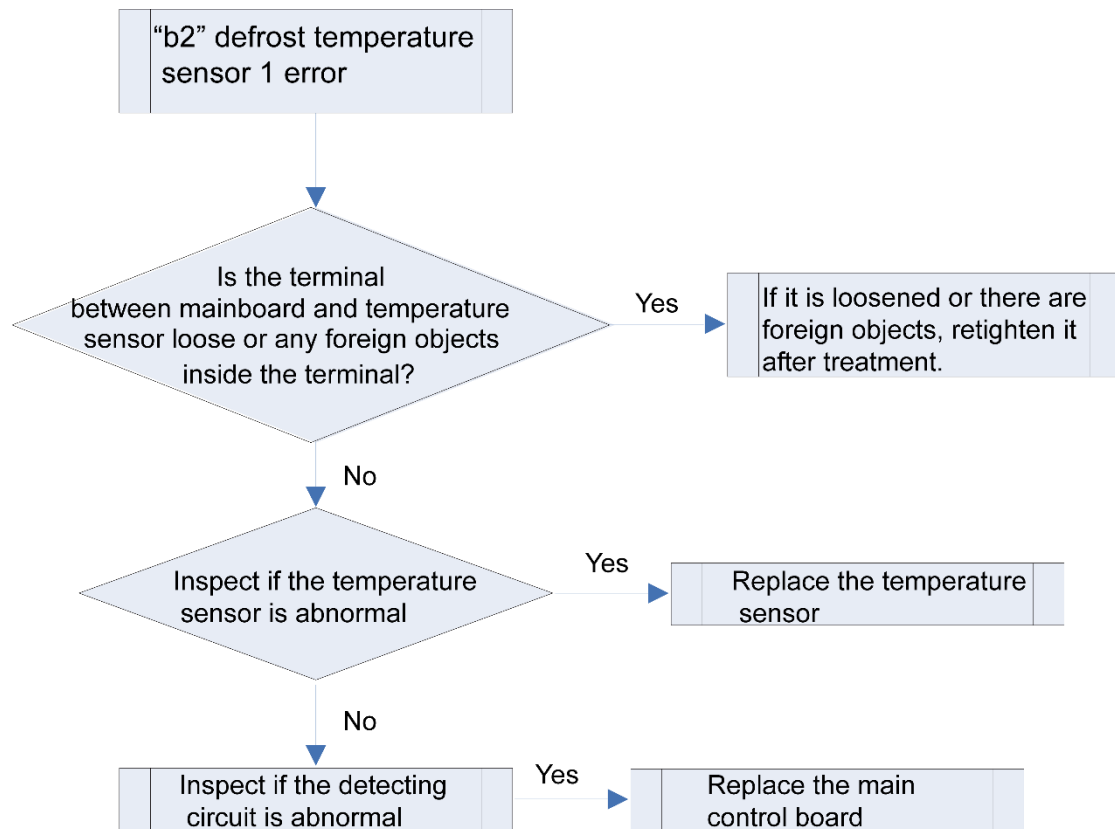 “b2” defrost temperature
sensor 1 error
Is the terminal
between mainboard and temperature
sensor loose or any foreign objects
inside the terminal?
Yes
If it is loosened or there are
foreign objects, retighten it
after treatment.
No
Inspect if the temperature
sensor is abnormal
Yes
Replace the temperature
sensor
No
Inspect if the detecting
circuit is abnormal
Yes
Replace the main
control board